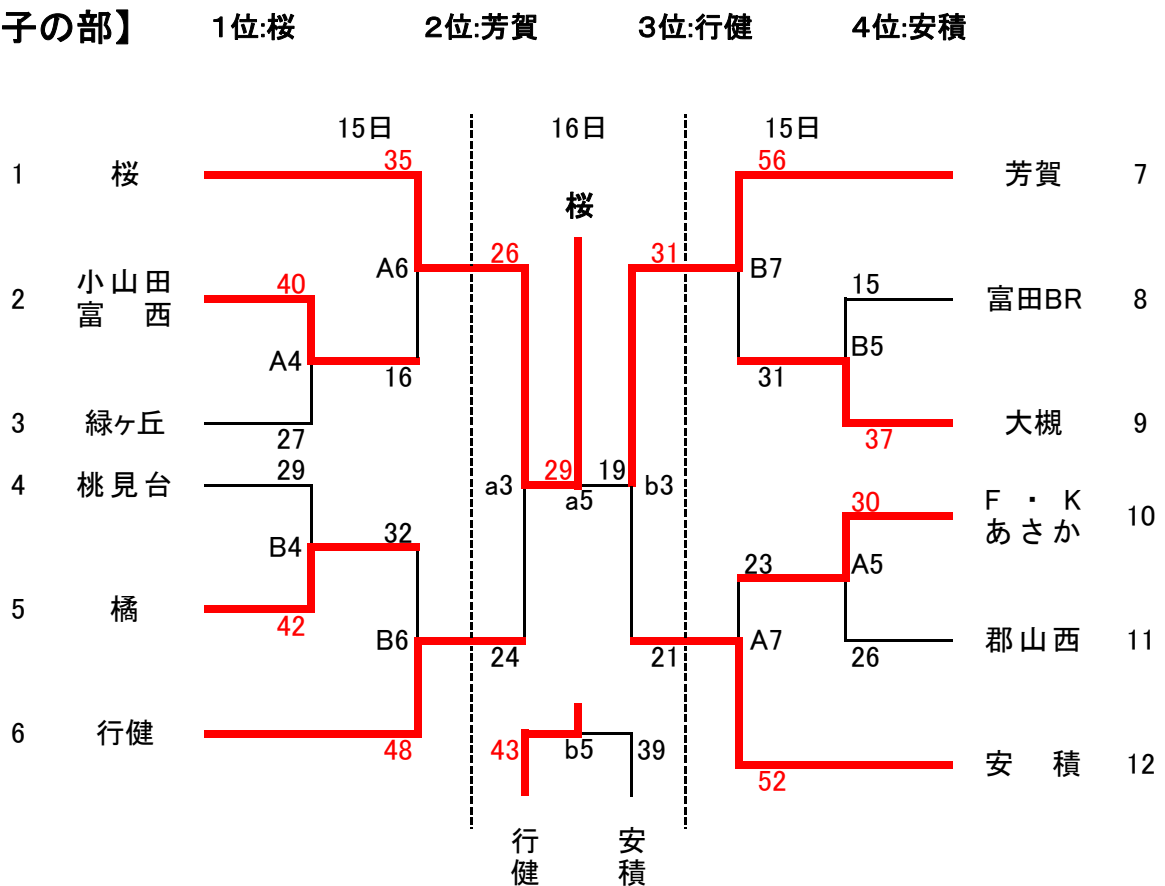 子の部】 1位:桜 2位:芳賀 3位:行健 4位:安積
15日 16日 15日
35 56
1 桜 芳賀 7
桜
26 31
A6 B7
小山田 40 15
2 富西 富田BR 8
B5
A4
16 31
3 緑ヶ丘 大槻 9
27 37
29 29 19
4 桃見台 a3 b3
a5
F・K 30
あさか 10
32 23
B4 A5
5 橘
42
B6 A7
24 21 26
郡山西 11
6 行健
48 43 b5 39
安積 12
52
行健 安積